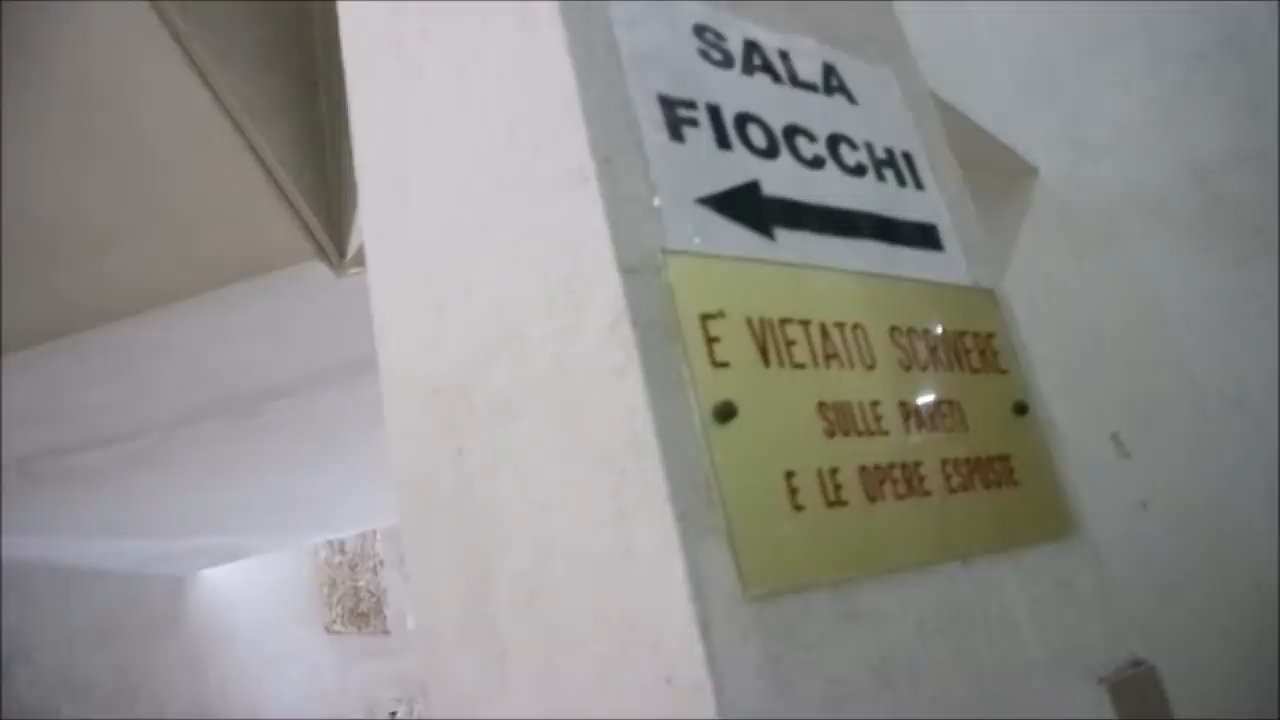 SALA
FIOCCHI
E' VIETATO SCRIVERE
SULLE PARETI
E LE OPERE ESPOSTE